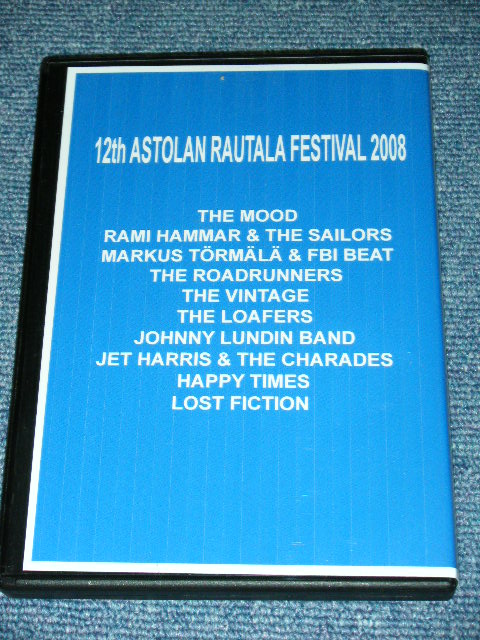 12th ASTOLAN RAUTALA FESTIVAL 2008
THE MOOD
RAMI HAMMAR & THE SAILORS
MARKUS TÖRMÄLÄ & FBI BEAT
THE ROADRUNNERS
THE VINTAGE
THE LOAFERS
JOHNNY LUNDIN BAND
JET HARRIS & THE CHARADES
HAPPY TIMES
LOST FICTION